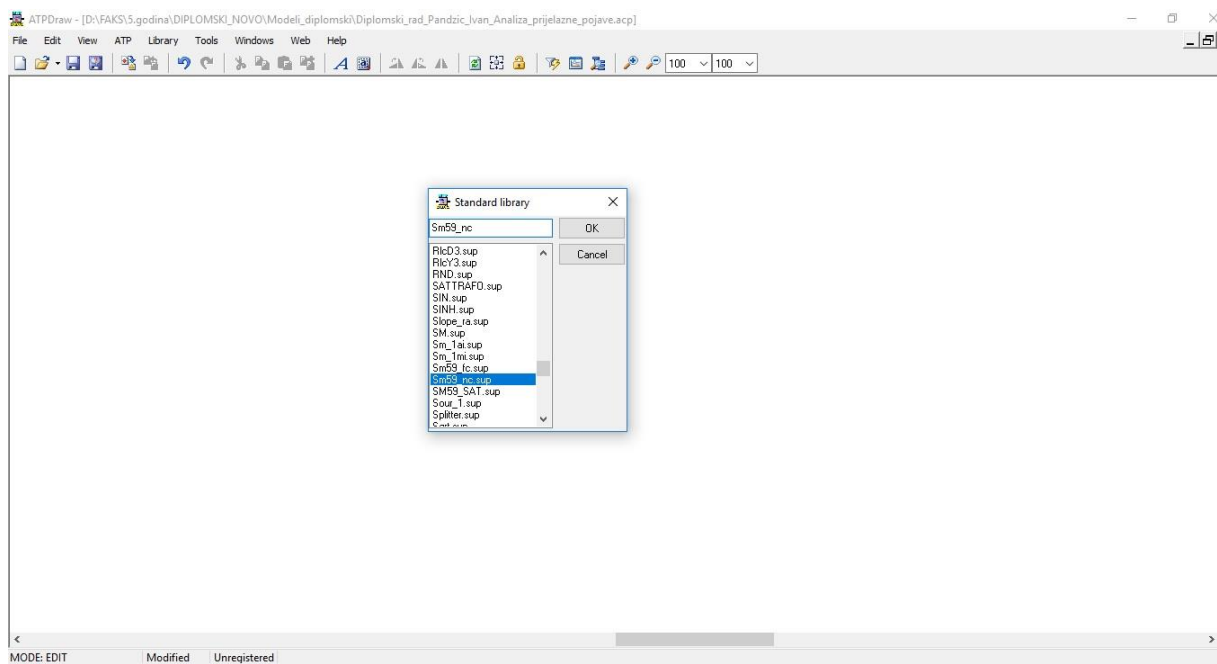 ATPDraw - [D:\FAKS\5.godina\DIPLOMSKI_NOVO\Modeli_diplomski\Diplomski_rad_Pandzic_Ivan_Analiza_prijelazne_pojave.acp]
File Edit View ATP Library Tools Windows Web Help
100 100
Standard library
Sm59_nc OK
Cancel
RlcD3.sup
RlcY3.sup
RND.sup
SATTRAFO.sup
SIN.sup
SINH.sup
Slope_ra.sup
SM.sup
Sm_1ai.sup
Sm_1mi.sup
Sm59_fc.sup
Sm59_nc.sup
SM59_SAT.sup
Sour_1.sup
Splitter.sup
MODE: EDIT Modified Unregistered